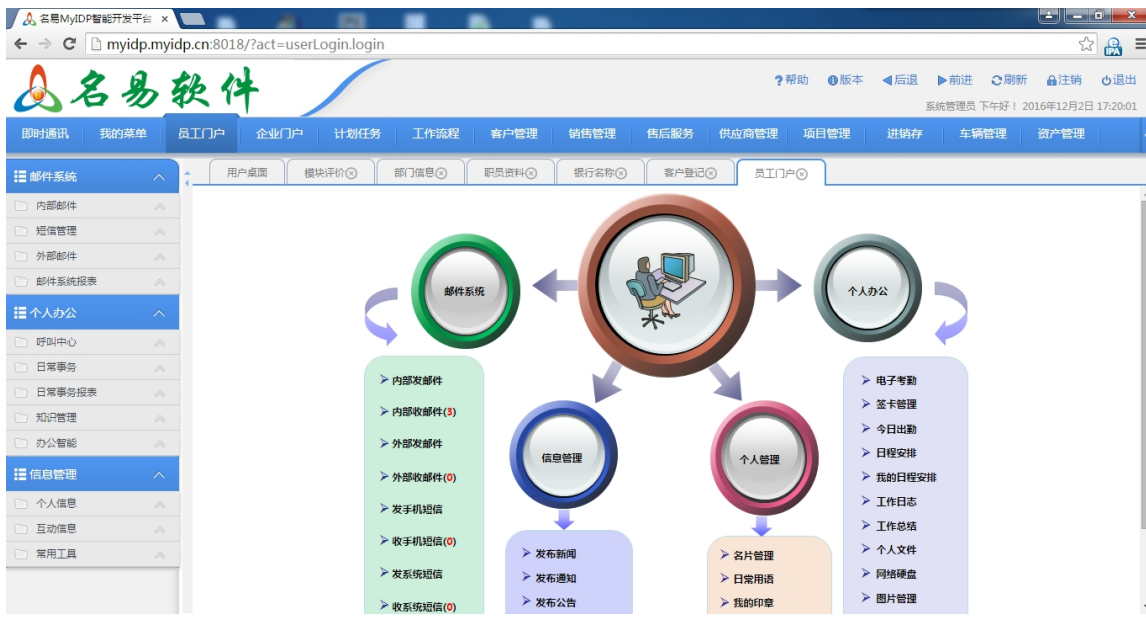 名易MyIDP智能开发平台
myidp.myidp.cn:8018/?act=userLogin.login
IPA
名易软件
帮助 版本 后退 前进 刷新 注销 退出
系统管理员 下午好！ 2016年12月2日 17:20:01
即时通讯 我的菜单 员工门户 企业门户 计划任务 工作流程 客户管理 销售管理 售后服务 供应商管理 项目管理 进销存 车辆管理 资产管理
用户桌面 模块评价 部门信息 职员资料 银行名称 客户登记 员工门户
邮件系统
内部邮件
短信管理
外部邮件
邮件系统报表
个人办公
呼叫中心
日常事务
日常事务报表
知识管理
办公智能
信息管理
个人信息
互动信息
常用工具
邮件系统
内部发邮件
内部收邮件(3)
外部发邮件
外部收邮件(0)
发手机短信
收手机短信(0)
发系统短信
收系统短信(0)
信息管理
发布新闻
发布通知
发布公告
个人管理
名片管理
日常用语
我的印章
个人办公
电子考勤
签卡管理
今日出勤
日程安排
我的日程安排
工作日志
工作总结
个人文件
网络硬盘
图片管理